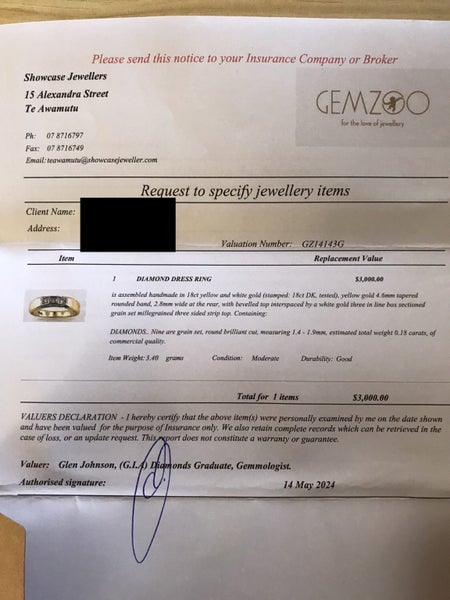 Please send this notice to your Insurance Company or Broker
Showcase Jewellers
15 Alexandra Street
Te Awamutu
GEMZOO
for the love of jewellery
Ph: 07 8716797
Fax: 07 8716749
Email: teawamutu@showcasejeweller.com
Request to specify jewellery items
Client Name:
Address:
Valuation Number: GZ14143G
Item Replacement Value
1 DIAMOND DRESS RING $3,000.00
is assembled handmade in 18ct yellow and white gold (stamped: 18ct DK, tested), yellow gold 4.6mm tapered
rounded band, 2.8mm wide at the rear, with bevelled top interspaced by a white gold three in line box sectioned
grain set millegrained three sided strip top. Containing:
DIAMONDS.. Nine are grain set, round brilliant cut, measuring 1.4 - 1.9mm, estimated total weight 0.18 carats, of
commercial quality.
Item Weight: 3.40 grams Condition: Moderate Durability: Good
Total for 1 items $3,000.00
VALUERS DECLARATION - I hereby certify that the above item(s) were personally examined by me on the date shown
and have been valued for the purpose of Insurance only. We also retain complete records which can be retrieved in the
case of loss, or an update request. This report does not constitute a warranty or guarantee.
Valuer: Glen Johnson, (G.I.A) Diamonds Graduate, Gemmologist.
Authorised signature: 14 May 2024